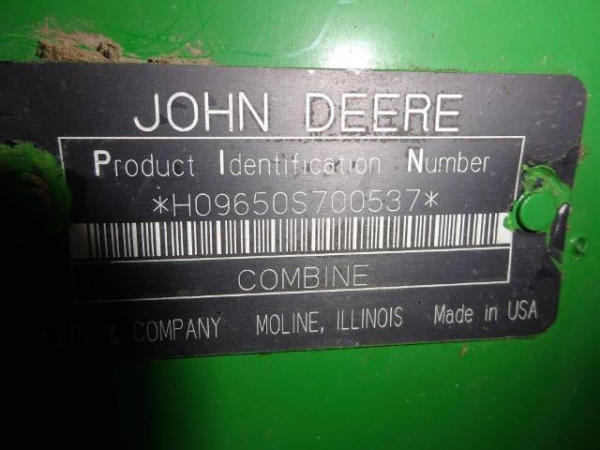 JOHN DEERE
Product Identification Number
*H09650S700537*
COMBINE
& COMPANY MOLINE, ILLINOIS Made in USA